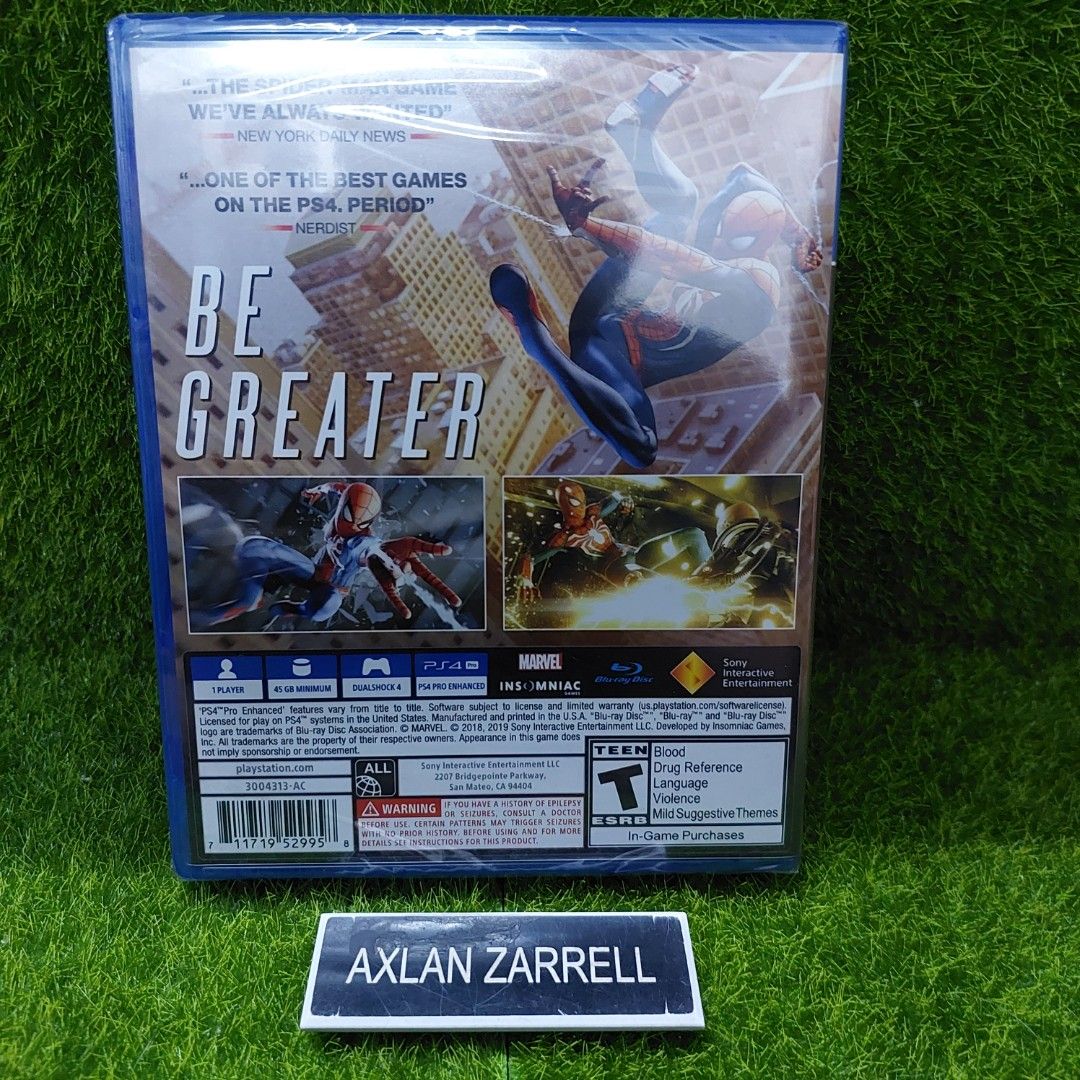 “...THE SPIDER-MAN GAME
WE'VE ALWAYS WANTED”
NEW YORK DAILY NEWS
“...ONE OF THE BEST GAMES
ON THE PS4. PERIOD”
NERDIST
BE
GREATER
1 PLAYER
45 GB MINIMUM
DUALSHOCK 4
PS4 Pro
PS4 PRO ENHANCED
MARVEL
INSOMNIAC
GAMES
Blu-ray Disc
Sony
Interactive
Entertainment
'PS4™Pro Enhanced' features vary from title to title. Software subject to license and limited warranty (us.playstation.com/softwarelicense).
Licensed for play on PS4™ systems in the United States. Manufactured and printed in the U.S.A. "Blu-ray Disc™", "Blu-ray™" and "Blu-ray Disc™"
logo are trademarks of Blu-ray Disc Association. © MARVEL. © 2018, 2019 Sony Interactive Entertainment LLC. Developed by Insomniac Games,
Inc. All trademarks are the property of their respective owners. Appearance in this game does
not imply sponsorship or endorsement.
playstation.com
3004313-AC
7 11719 52995 8
ALL
Sony Interactive Entertainment LLC
2207 Bridgepointe Parkway,
San Mateo, CA 94404
WARNING IF YOU HAVE A HISTORY OF EPILEPSY
OR SEIZURES, CONSULT A DOCTOR
BEFORE USE. CERTAIN PATTERNS MAY TRIGGER SEIZURES
WITH NO PRIOR HISTORY. BEFORE USING AND FOR MORE
DETAILS SEE INSTRUCTIONS FOR THIS PRODUCT.
TEEN
T
ESRB
Blood
Drug Reference
Language
Violence
Mild Suggestive Themes
In-Game Purchases
AXLAN ZARRELL